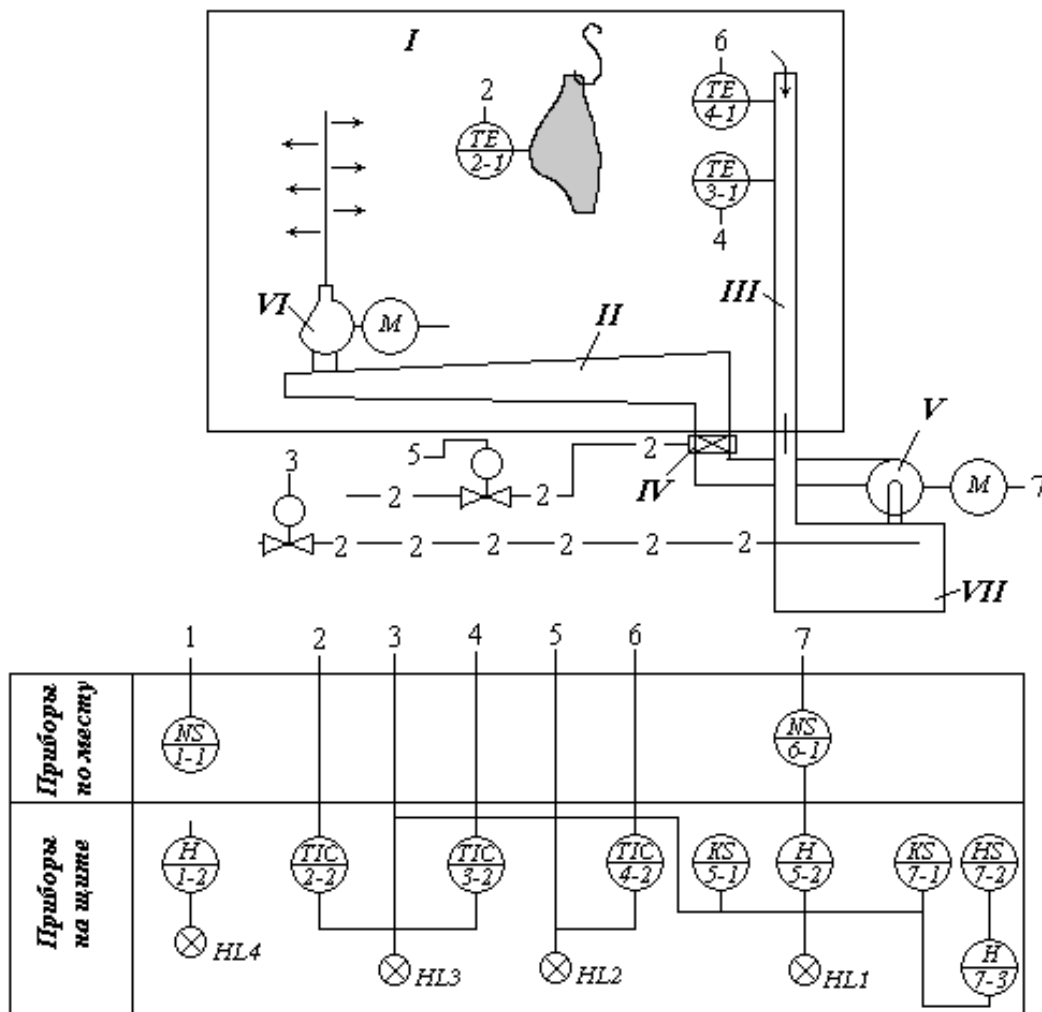 I
6
TE
4-1
2
TE
2-1
TE
3-1
4
III
VI
M
II
V
3
5
2
IV
M
7
2
2
2 2 2 2 2 2
VII
1 2 3 4 5 6 7
Приборы
по месту
NS
1-1
NS
6-1
Приборы
на щите
H
1-2
TIC
2-2
TIC
3-2
TIC
4-2
KS
5-1
H
5-2
KS
7-1
HS
7-2
HL4
HL3
HL2
HL1
H
7-3